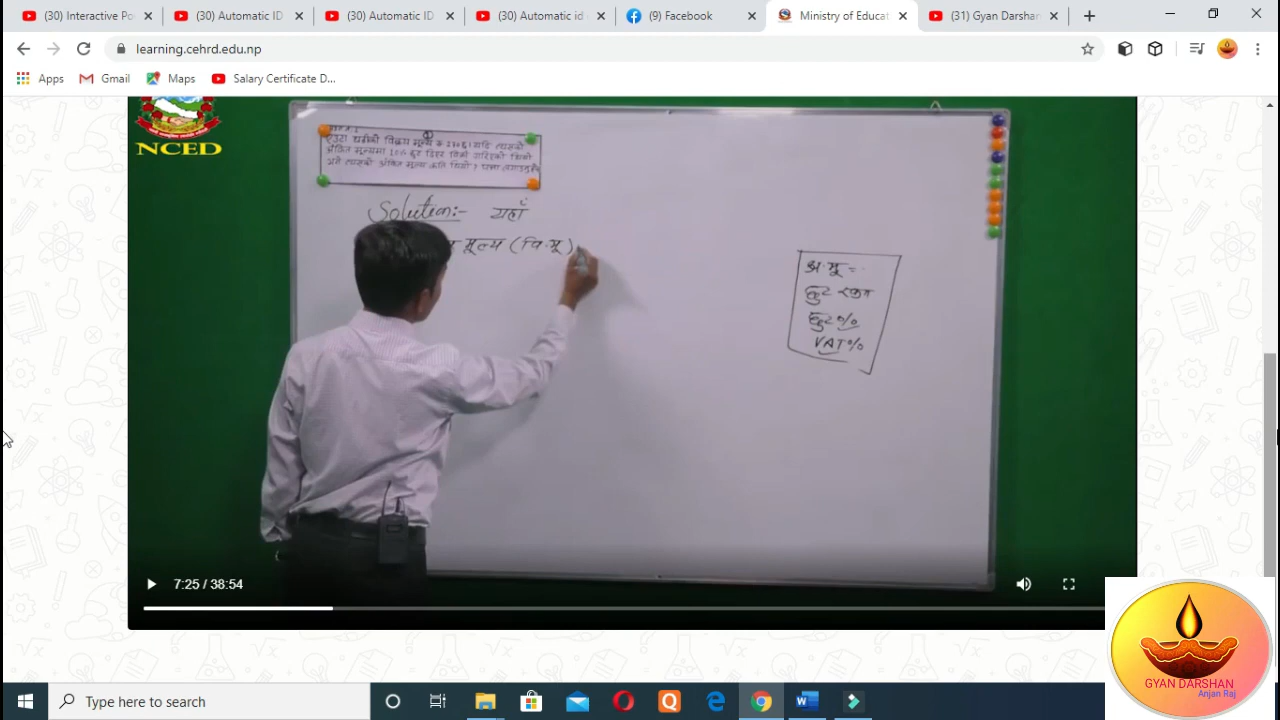 (30) Interactive Po
(30) Automatic ID
(30) Automatic ID
(30) Automatic id
(9) Facebook
Ministry of Educat
(31) Gyan Darshan
learning.cehrd.edu.np
Apps
Gmail
Maps
Salary Certificate D...
NCED
विक्रय मूल्य रु
Solution:- यहाँ
मूल्य (वि.मू)
अ.मू =
छुट रकम
छुट %
VAT%
7:25 / 38:54
GYAN DARSHAN
Anjan Raj
Type here to search